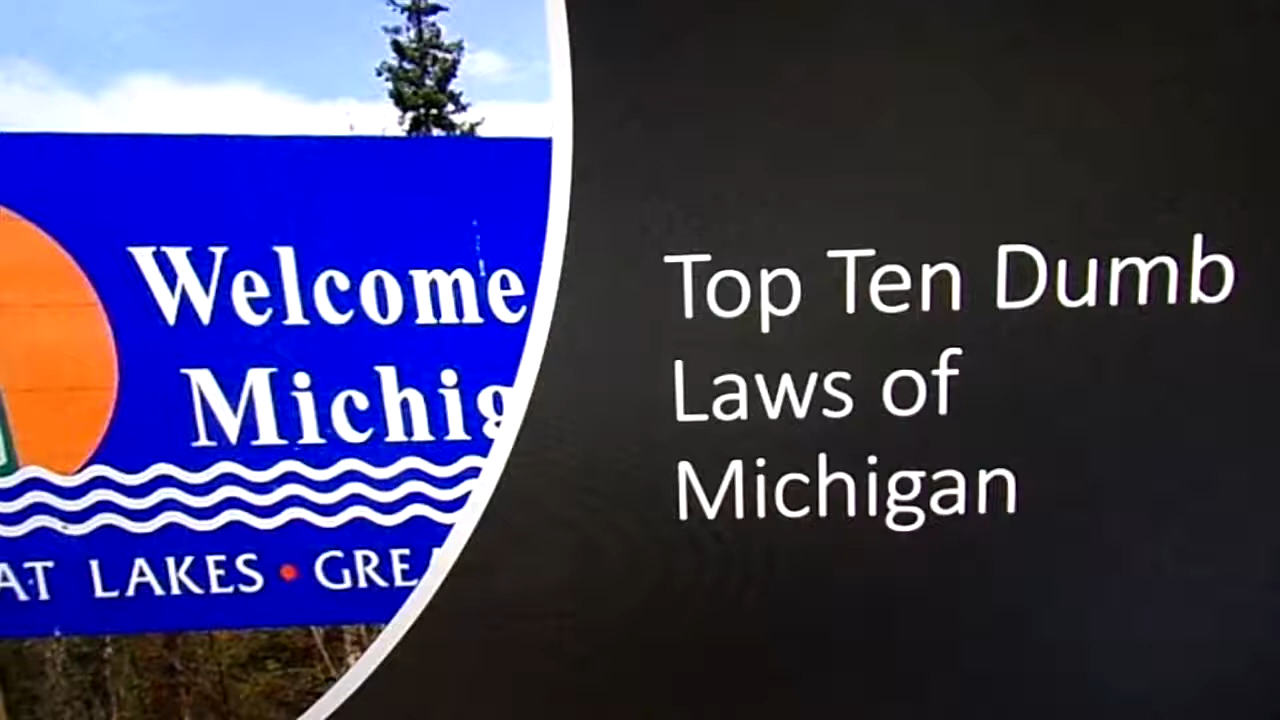 Welcome
Michig
AT LAKES • GRE
Top Ten Dumb
Laws of
Michigan